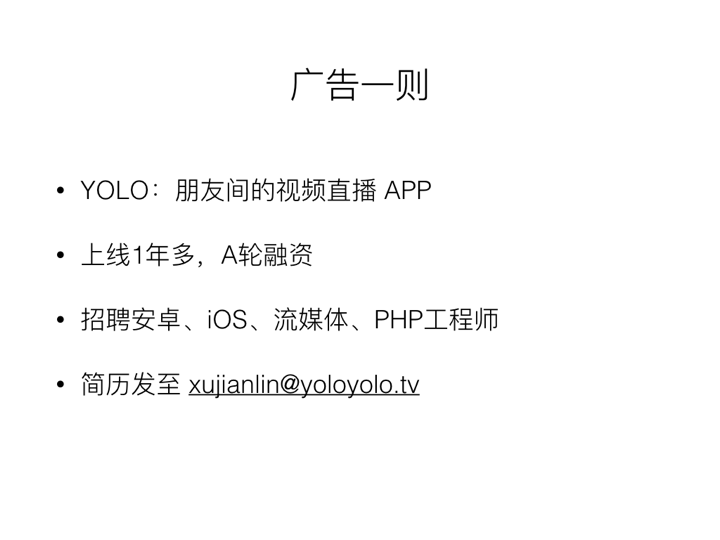 广告一则
• YOLO：朋友间的视频直播 APP
• 上线1年多，A轮融资
• 招聘安卓、iOS、流媒体、PHP工程师
• 简历发至 xujianlin@yoloyolo.tv